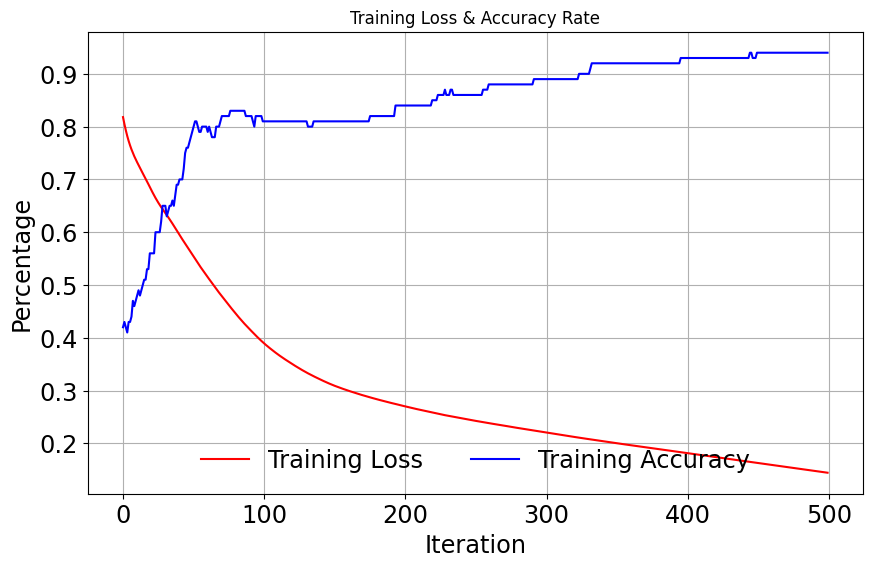 Training Loss & Accuracy Rate
0.9
0.8
0.7
0.6
0.5
0.4
0.3
0.2
Percentage
Training Loss
Training Accuracy
0 100 200 300 400 500
Iteration